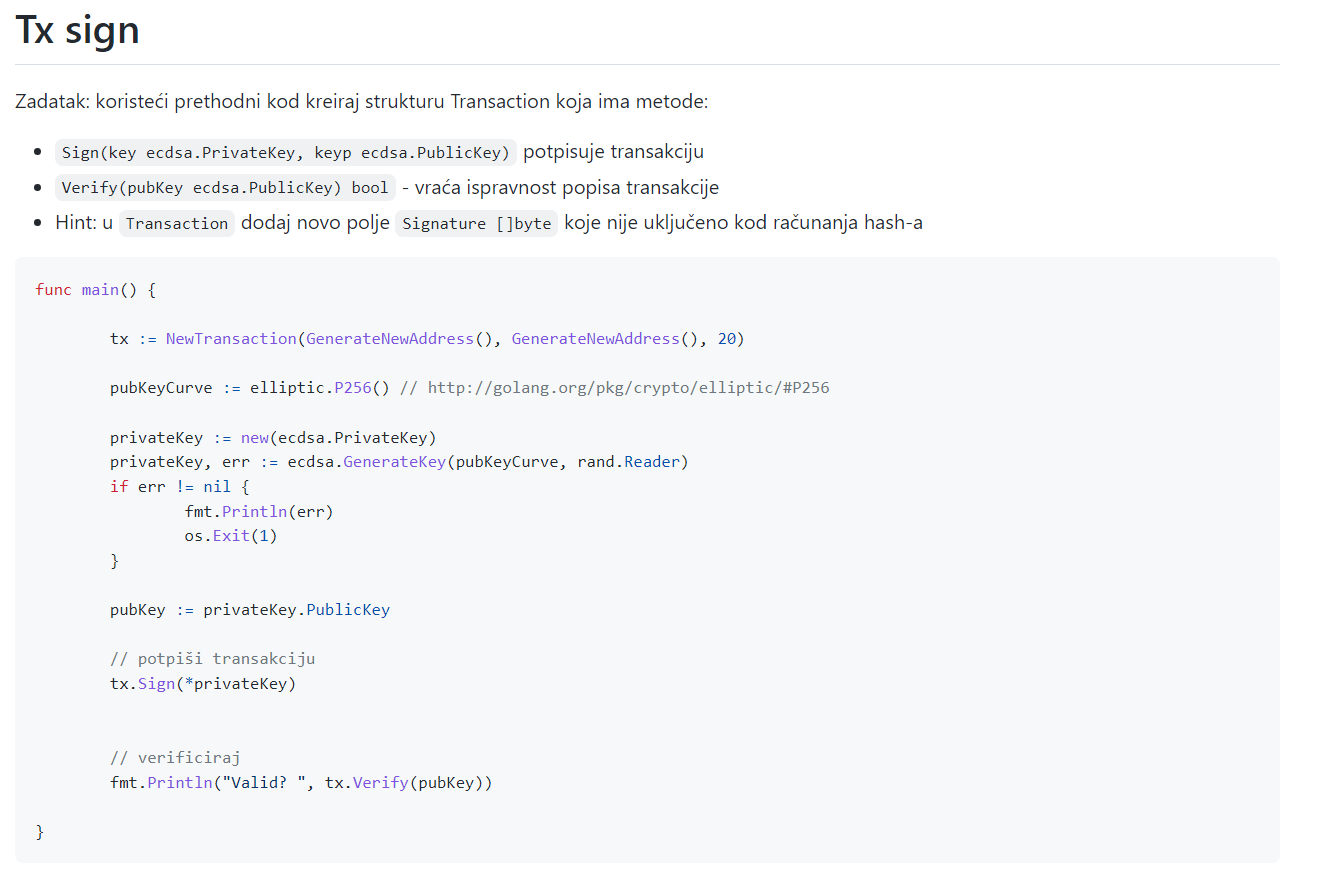 Tx sign
Zadatak: koristeći prethodni kod kreiraj strukturu Transaction koja ima metode:
Sign(key ecdsa.PrivateKey, keyp ecdsa.PublicKey) potpisuje transakciju
Verify(pubKey ecdsa.PublicKey) bool - vraća ispravnost popisa transakcije
Hint: u Transaction dodaj novo polje Signature []byte koje nije uključeno kod računanja hash-a
func main() {
tx := NewTransaction(GenerateNewAddress(), GenerateNewAddress(), 20)
pubKeyCurve := elliptic.P256() // http://golang.org/pkg/crypto/elliptic/#P256
privateKey := new(ecdsa.PrivateKey)
privateKey, err := ecdsa.GenerateKey(pubKeyCurve, rand.Reader)
if err != nil {
fmt.Println(err)
os.Exit(1)
}
pubKey := privateKey.PublicKey
// potpiši transakciju
tx.Sign(*privateKey)
// verificiraj
fmt.Println("Valid? ", tx.Verify(pubKey))
}